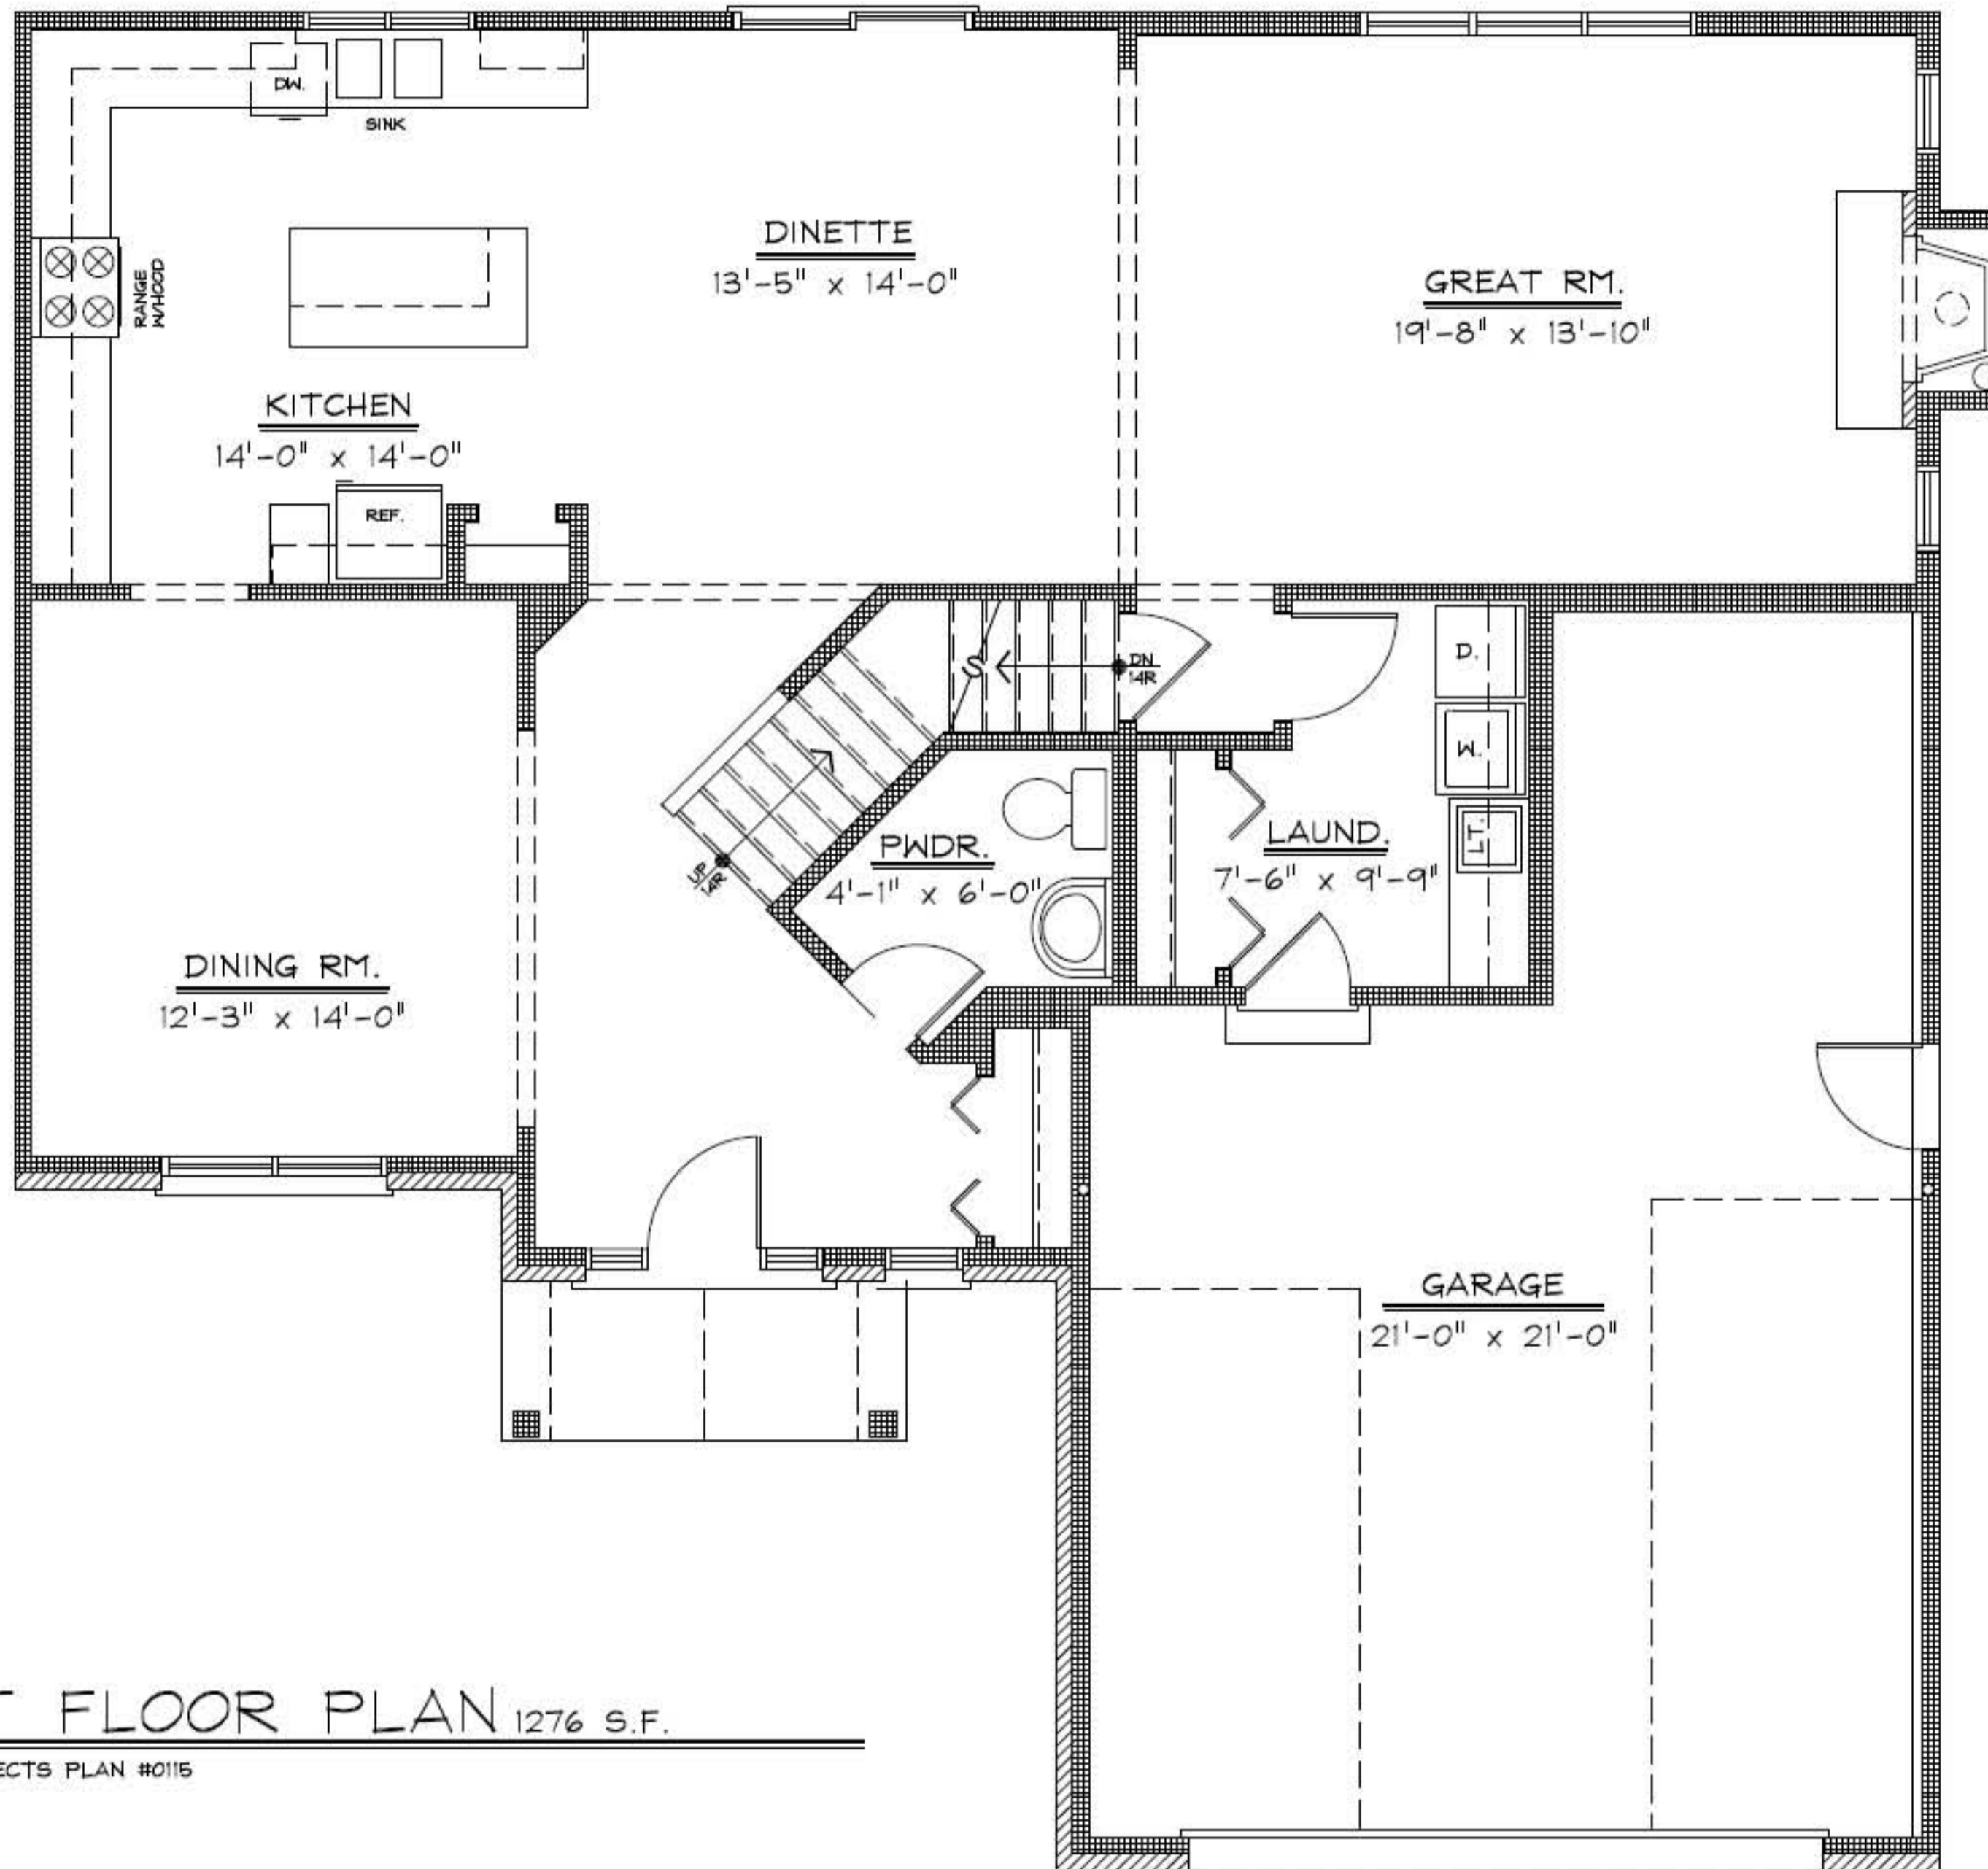 DW.
SINK
RANGE
W/HOOD
DINETTE
13'-5" x 14'-0"
GREAT RM.
19'-8" x 13'-10"
KITCHEN
14'-0" x 14'-0"
REF.
DN
14R
D.
W.
L.T.
UP
14R
PWDR.
4'-1" x 6'-0"
LAUND.
7'-6" x 9'-9"
DINING RM.
12'-3" x 14'-0"
GARAGE
21'-0" x 21'-0"
FLOOR PLAN 1276 S.F.
ECTS PLAN #0115